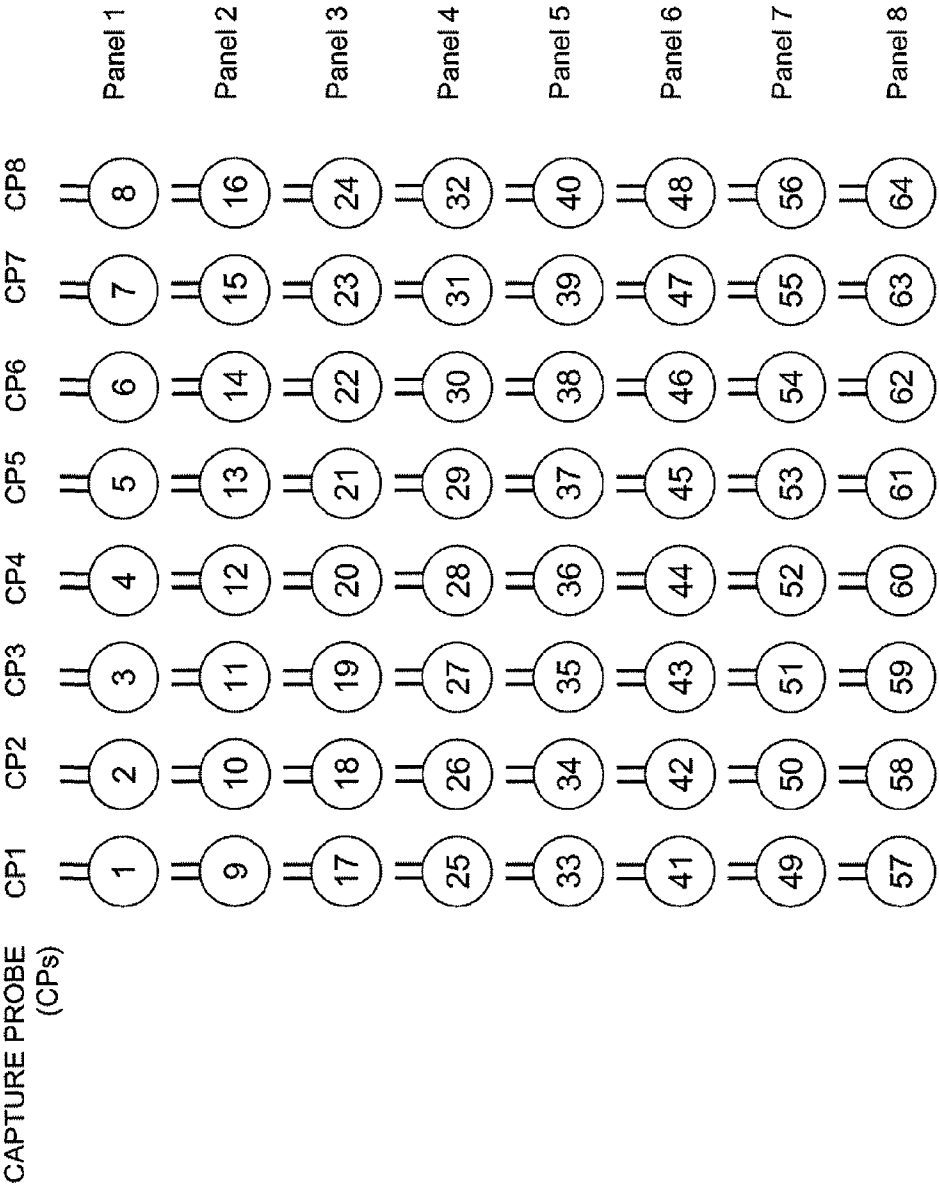 CAPTURE PROBE CP1 CP2 CP3 CP4 CP5 CP6 CP7 CP8
(CPs)
1 2 3 4 5 6 7 8 Panel 1
9 10 11 12 13 14 15 16 Panel 2
17 18 19 20 21 22 23 24 Panel 3
25 26 27 28 29 30 31 32 Panel 4
33 34 35 36 37 38 39 40 Panel 5
41 42 43 44 45 46 47 48 Panel 6
49 50 51 52 53 54 55 56 Panel 7
57 58 59 60 61 62 63 64 Panel 8